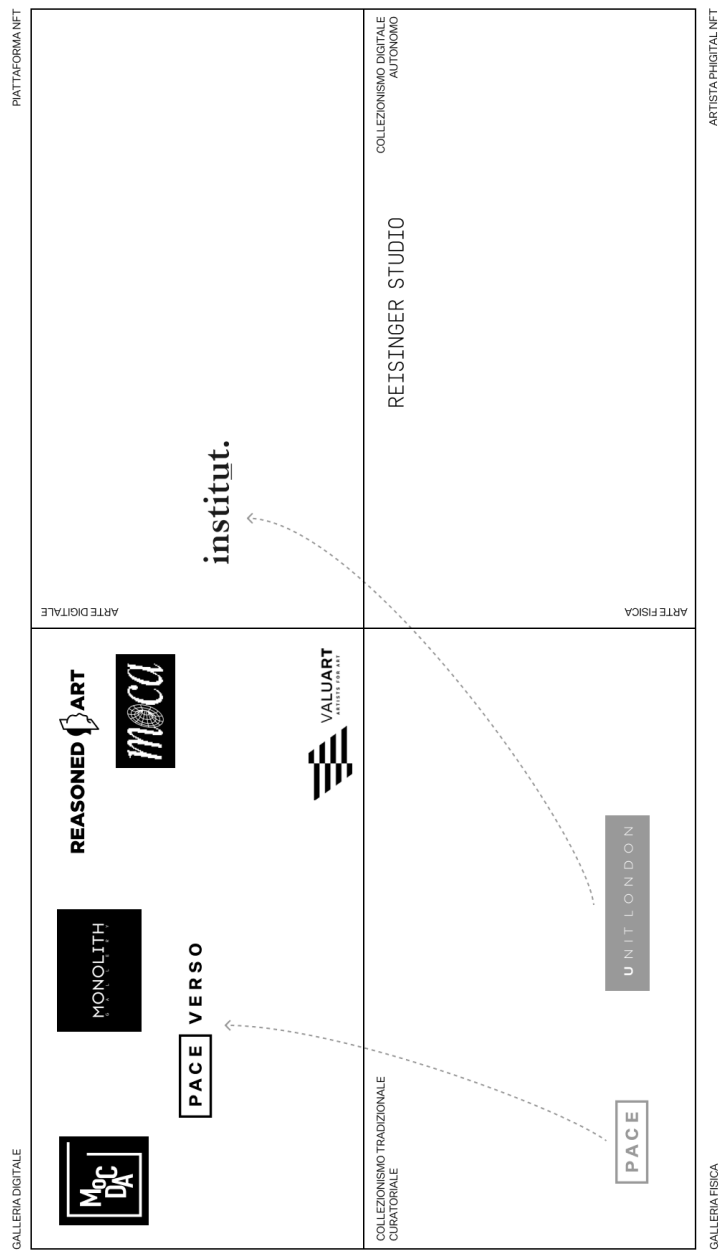 GALLERIA DIGITALE
PIATTAFORMA NFT
ARTE DIGITALE
MoCDA
MONOLITH
GALLERY
REASONED ART
moca
PACE VERSO
institut.
VALUART
ARTISTS FOR ART
COLLEZIONISMO TRADIZIONALE
CURATORIALE
COLLEZIONISMO DIGITALE
AUTONOMO
REISINGER STUDIO
UNIT LONDON
PACE
ARTE FISICA
GALLERIA FISICA
ARTISTA PHIGITAL NFT